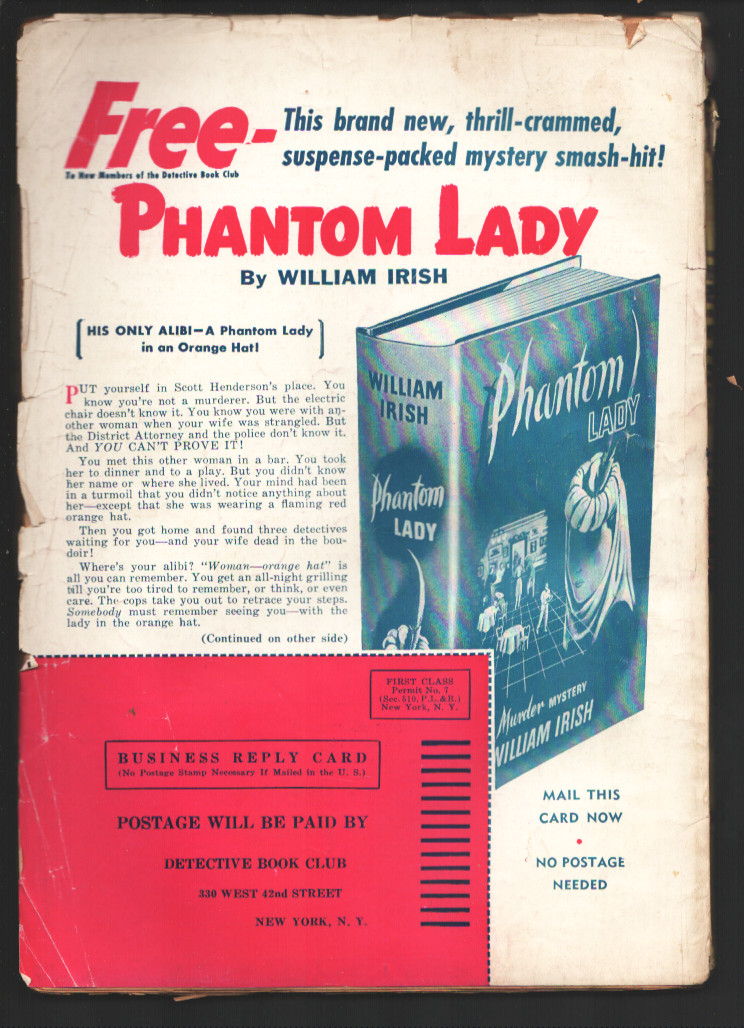 Free-
This brand new, thrill-crammed,
suspense-packed mystery smash-hit!
To New Members of the Detective Book Club
PHANTOM LADY
By WILLIAM IRISH
HIS ONLY ALIBI—A Phantom Lady
in an Orange Hat!
PUT yourself in Scott Henderson's place. You
know you're not a murderer. But the electric
chair doesn't know it. You know you were with an-
other woman when your wife was strangled. But
the District Attorney and the police don't know it.
And YOU CAN'T PROVE IT!
You met this other woman in a bar. You took
her to dinner and to a play. But you didn't know
her name or where she lived. Your mind had been
in a turmoil that you didn't notice anything about
her—except that she was wearing a flaming red
orange hat.
Then you got home and found three detectives
waiting for you—and your wife dead in the bou-
doir!
Where's your alibi? "Woman—orange hat" is
all you can remember. You get an all-night grilling
till you're too tired to remember, or think, or even
care. The cops take you out to retrace your steps.
Somebody must remember seeing you—with the
lady in the orange hat.
(Continued on other side)
WILLIAM
IRISH
Phantom
LADY
Phantom
LADY
Murder MYSTERY
WILLIAM IRISH
FIRST CLASS
Permit No. 7
(Sec. 510, P.L.&R.)
New York, N. Y.
BUSINESS REPLY CARD
(No Postage Stamp Necessary If Mailed in the U. S.)
POSTAGE WILL BE PAID BY
DETECTIVE BOOK CLUB
330 WEST 42nd STREET
NEW YORK, N. Y.
MAIL THIS
CARD NOW
•
NO POSTAGE
NEEDED